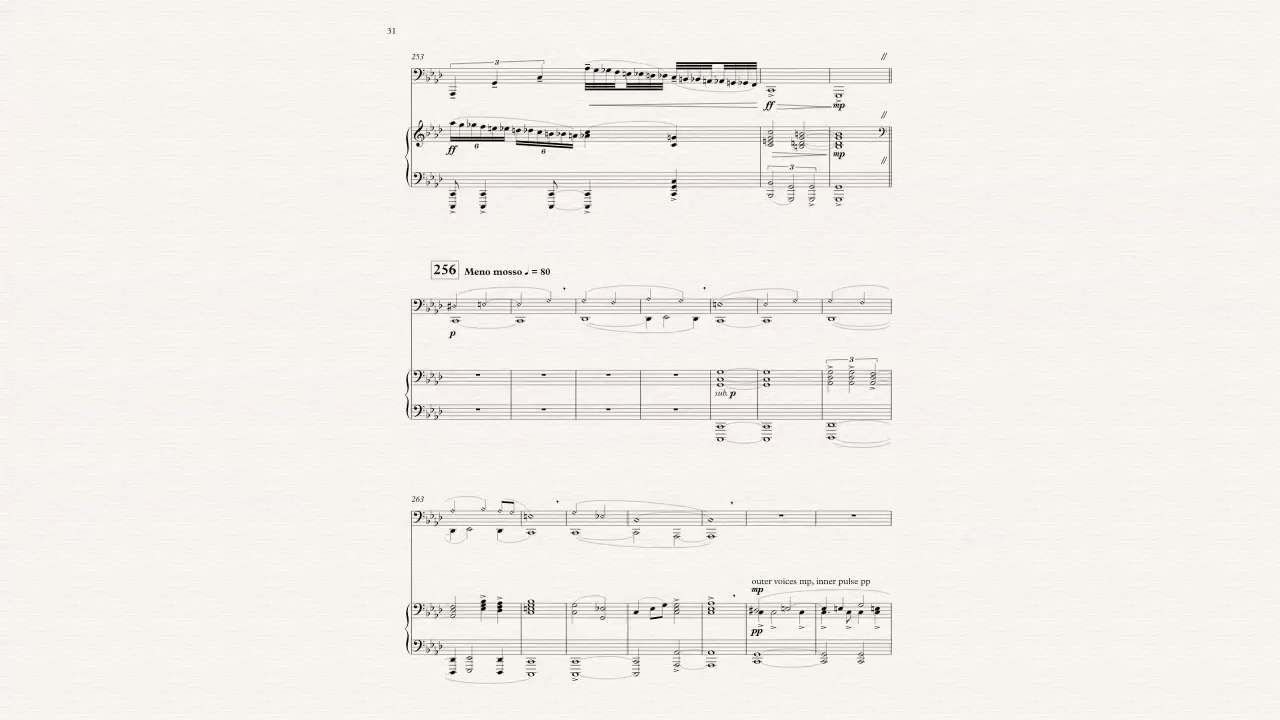 31
253
3
ff
mp
ff
6
6
mp
3
256 Meno mosso ♩ = 80
p
3
sub. p
263
outer voices mp, inner pulse pp
mp
pp